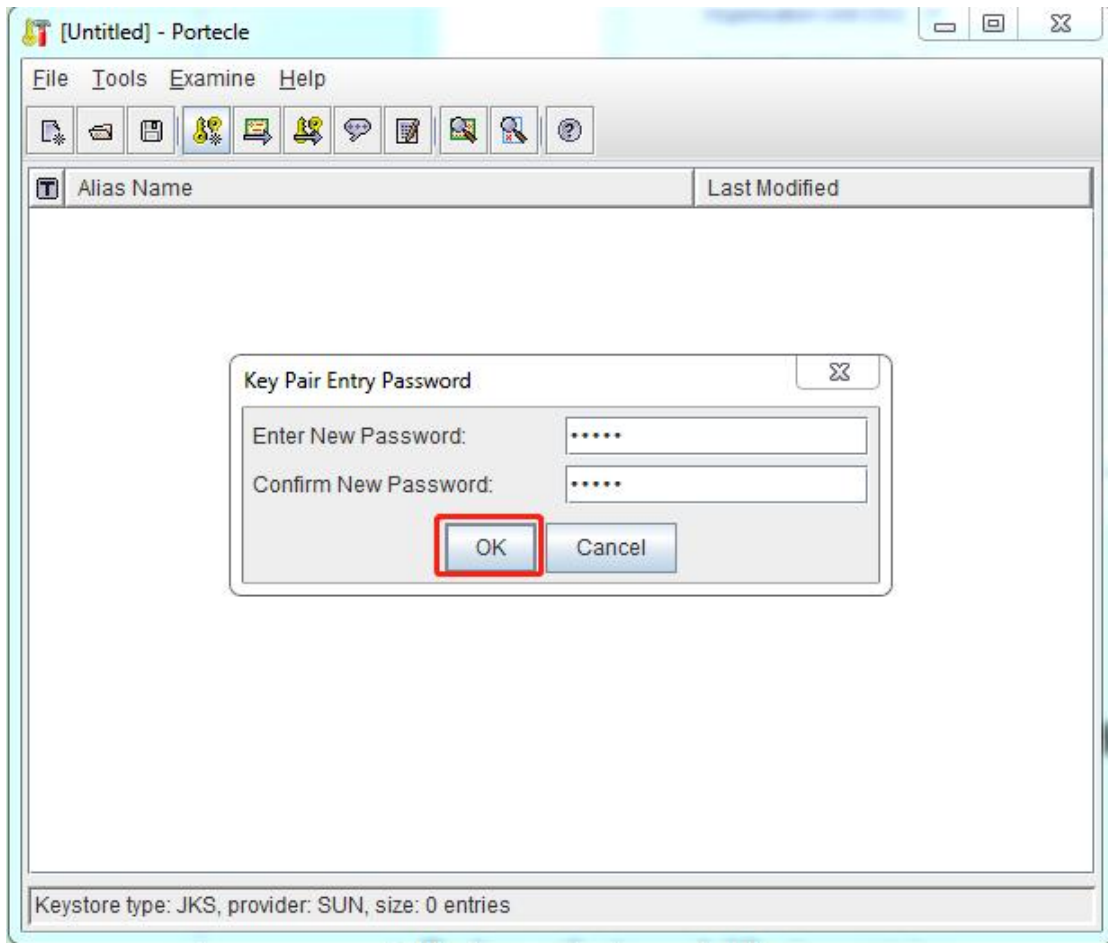 [Untitled] - Portecle
File Tools Examine Help
T Alias Name Last Modified
Key Pair Entry Password
Enter New Password: •••••
Confirm New Password: •••••
OK Cancel
Keystore type: JKS, provider: SUN, size: 0 entries